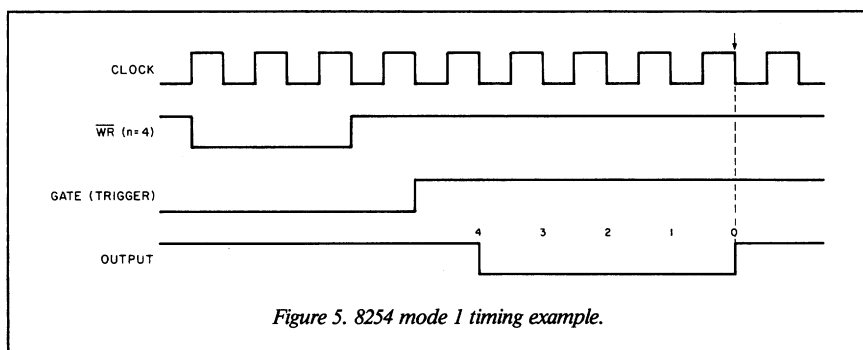 CLOCK
WR (n=4)
GATE (TRIGGER)
4 3 2 1 0
OUTPUT
Figure 5. 8254 mode 1 timing example.